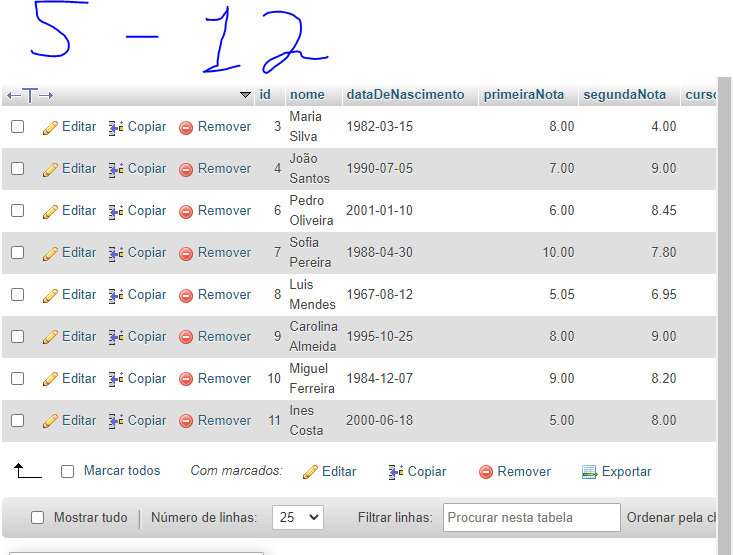 5 - 12
id nome dataDeNascimento primeiraNota segundaNota curso
Editar Copiar Remover 3 Maria Silva 1982-03-15 8.00 4.00
Editar Copiar Remover 4 João Santos 1990-07-05 7.00 9.00
Editar Copiar Remover 6 Pedro Oliveira 2001-01-10 6.00 8.45
Editar Copiar Remover 7 Sofia Pereira 1988-04-30 10.00 7.80
Editar Copiar Remover 8 Luis Mendes 1967-08-12 5.05 6.95
Editar Copiar Remover 9 Carolina Almeida 1995-10-25 8.00 9.00
Editar Copiar Remover 10 Miguel Ferreira 1984-12-07 9.00 8.20
Editar Copiar Remover 11 Ines Costa 2000-06-18 5.00 8.00
Marcar todos Com marcados: Editar Copiar Remover Exportar
Mostrar tudo Número de linhas: 25 Filtrar linhas: Procurar nesta tabela Ordenar pela